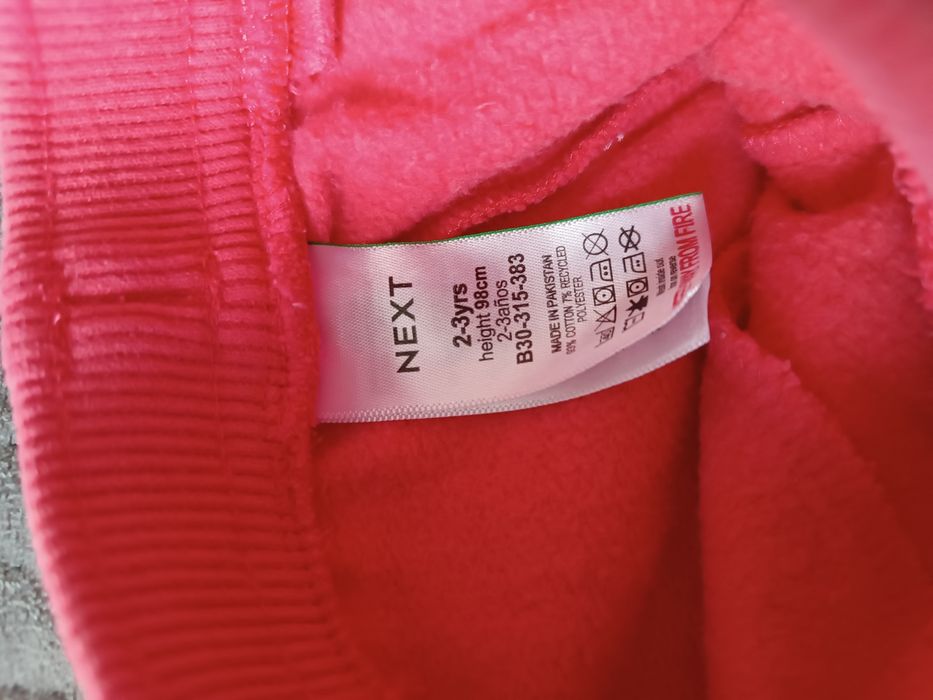 NEXT
2-3yrs
height 98cm
2-3años
B30-315-383
MADE IN PAKISTAN
93% COTTON 7% RECYCLED
POLYESTER
FROM FIRE